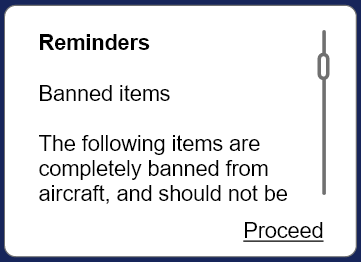 Reminders
Banned items
The following items are
completely banned from
aircraft, and should not be
Proceed